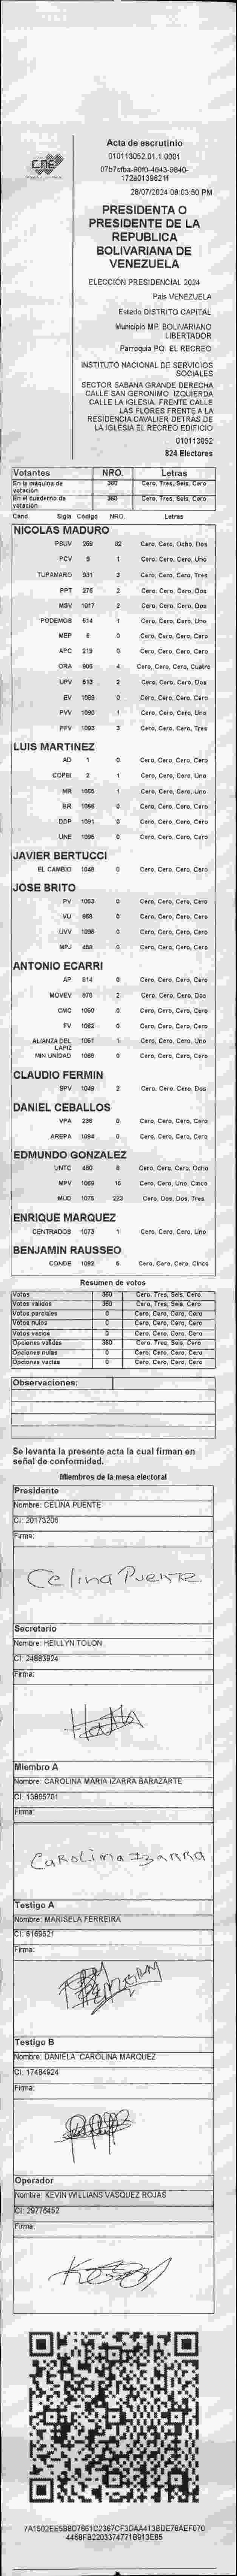 CNE
Acta de escrutinio
010113052.01.1.0001
07b7cfba-90f0-4643-9840-
172a0139621f
28/07/2024 08:03:50 PM
PRESIDENTA O
PRESIDENTE DE LA
REPUBLICA
BOLIVARIANA DE
VENEZUELA
ELECCIÓN PRESIDENCIAL 2024
País VENEZUELA
Estado DISTRITO CAPITAL
Municipio MP. BOLIVARIANO
LIBERTADOR
Parroquia PQ. EL RECREO
INSTITUTO NACIONAL DE SERVICIOS
SOCIALES
SECTOR SABANA GRANDE DERECHA
CALLE SAN GERONIMO IZQUIERDA
CALLE LA IGLESIA. FRENTE CALLE
LAS FLORES FRENTE A LA
RESIDENCIA CAVALIER DETRAS DE
LA IGLESIA EL RECREO EDIFICIO
010113052
824 Electores
Votantes NRO. Letras
En la máquina de votación 360 Cero, Tres, Seis, Cero
En el cuaderno de votación 360 Cero, Tres, Seis, Cero
Cand. Sigla Código NRO. Letras
NICOLAS MADURO
PSUV 269 82 Cero, Cero, Ocho, Dos
PCV 9 1 Cero, Cero, Cero, Uno
TUPAMARO 931 3 Cero, Cero, Cero, Tres
PPT 276 2 Cero, Cero, Cero, Dos
MSV 1017 2 Cero, Cero, Cero, Dos
PODEMOS 514 1 Cero, Cero, Cero, Uno
MEP 6 0 Cero, Cero, Cero, Cero
APC 219 0 Cero, Cero, Cero, Cero
ORA 906 4 Cero, Cero, Cero, Cuatro
UPV 613 2 Cero, Cero, Cero, Dos
EV 1089 0 Cero, Cero, Cero, Cero
PVV 1090 1 Cero, Cero, Cero, Uno
PFV 1093 3 Cero, Cero, Cero, Tres
LUIS MARTINEZ
AD 1 0 Cero, Cero, Cero, Cero
COPEI 2 1 Cero, Cero, Cero, Uno
MR 1 Cero, Cero, Cero, Uno
BR 1066 0 Cero, Cero, Cero, Cero
DDP 1091 0 Cero, Cero, Cero, Cero
UNE 1095 0 Cero, Cero, Cero, Cero
JAVIER BERTUCCI
EL CAMBIO 1048 0 Cero, Cero, Cero, Cero
JOSE BRITO
PV 1053 0 Cero, Cero, Cero, Cero
VU 968 0 Cero, Cero, Cero, Cero
UVV 1096 0 Cero, Cero, Cero, Cero
MPJ 458 0 Cero, Cero, Cero, Cero
ANTONIO ECARRI
AP 814 0 Cero, Cero, Cero, Cero
MOVEV 878 2 Cero, Cero, Cero, Dos
CMC 1050 0 Cero, Cero, Cero, Cero
FV 1062 0 Cero, Cero, Cero, Cero
ALIANZA DEL LAPIZ 1061 1 Cero, Cero, Cero, Uno
MIN UNIDAD 1068 0 Cero, Cero, Cero, Cero
CLAUDIO FERMIN
SPV 1049 2 Cero, Cero, Cero, Dos
DANIEL CEBALLOS
VPA 236 0 Cero, Cero, Cero, Cero
AREPA 1094 0 Cero, Cero, Cero, Cero
EDMUNDO GONZALEZ
UNTC 480 8 Cero, Cero, Cero, Ocho
MPV 1069 15 Cero, Cero, Uno, Cinco
MUD 1076 223 Cero, Dos, Dos, Tres
ENRIQUE MARQUEZ
CENTRADOS 1073 1 Cero, Cero, Cero, Uno
BENJAMIN RAUSSEO
CONDE 1092 5 Cero, Cero, Cero, Cinco
Resumen de votos
Votos 360 Cero, Tres, Seis, Cero
Votos válidos 360 Cero, Tres, Seis, Cero
Votos parciales 0 Cero, Cero, Cero, Cero
Votos nulos 0 Cero, Cero, Cero, Cero
Votos vacíos 0 Cero, Cero, Cero, Cero
Opciones válidas 360 Cero, Tres, Seis, Cero
Opciones nulas 0 Cero, Cero, Cero, Cero
Opciones vacías 0 Cero, Cero, Cero, Cero
Observaciones:
Se levanta la presente acta la cual firman en
señal de conformidad.
Miembros de la mesa electoral
Presidente
Nombre: CELINA PUENTE
CI: 20173206
Firma:
Celina Puente
Secretario
Nombre: HEILLYN TOLON
CI: 24883924
Firma:
Miembro A
Nombre: CAROLINA MARIA IZARRA BARAZARTE
CI: 13865701
Firma:
Carolina Izarra
Testigo A
Nombre: MARISELA FERREIRA
CI: 6169521
Firma:
Testigo B
Nombre: DANIELA CAROLINA MARQUEZ
CI: 17484924
Firma:
Operador
Nombre: KEVIN WILLIANS VASQUEZ ROJAS
CI: 29776452
Firma:
7A1502EE5B8D7661C2367CF3DAA413BDE78AEF070
4468FB2203374771B913E85